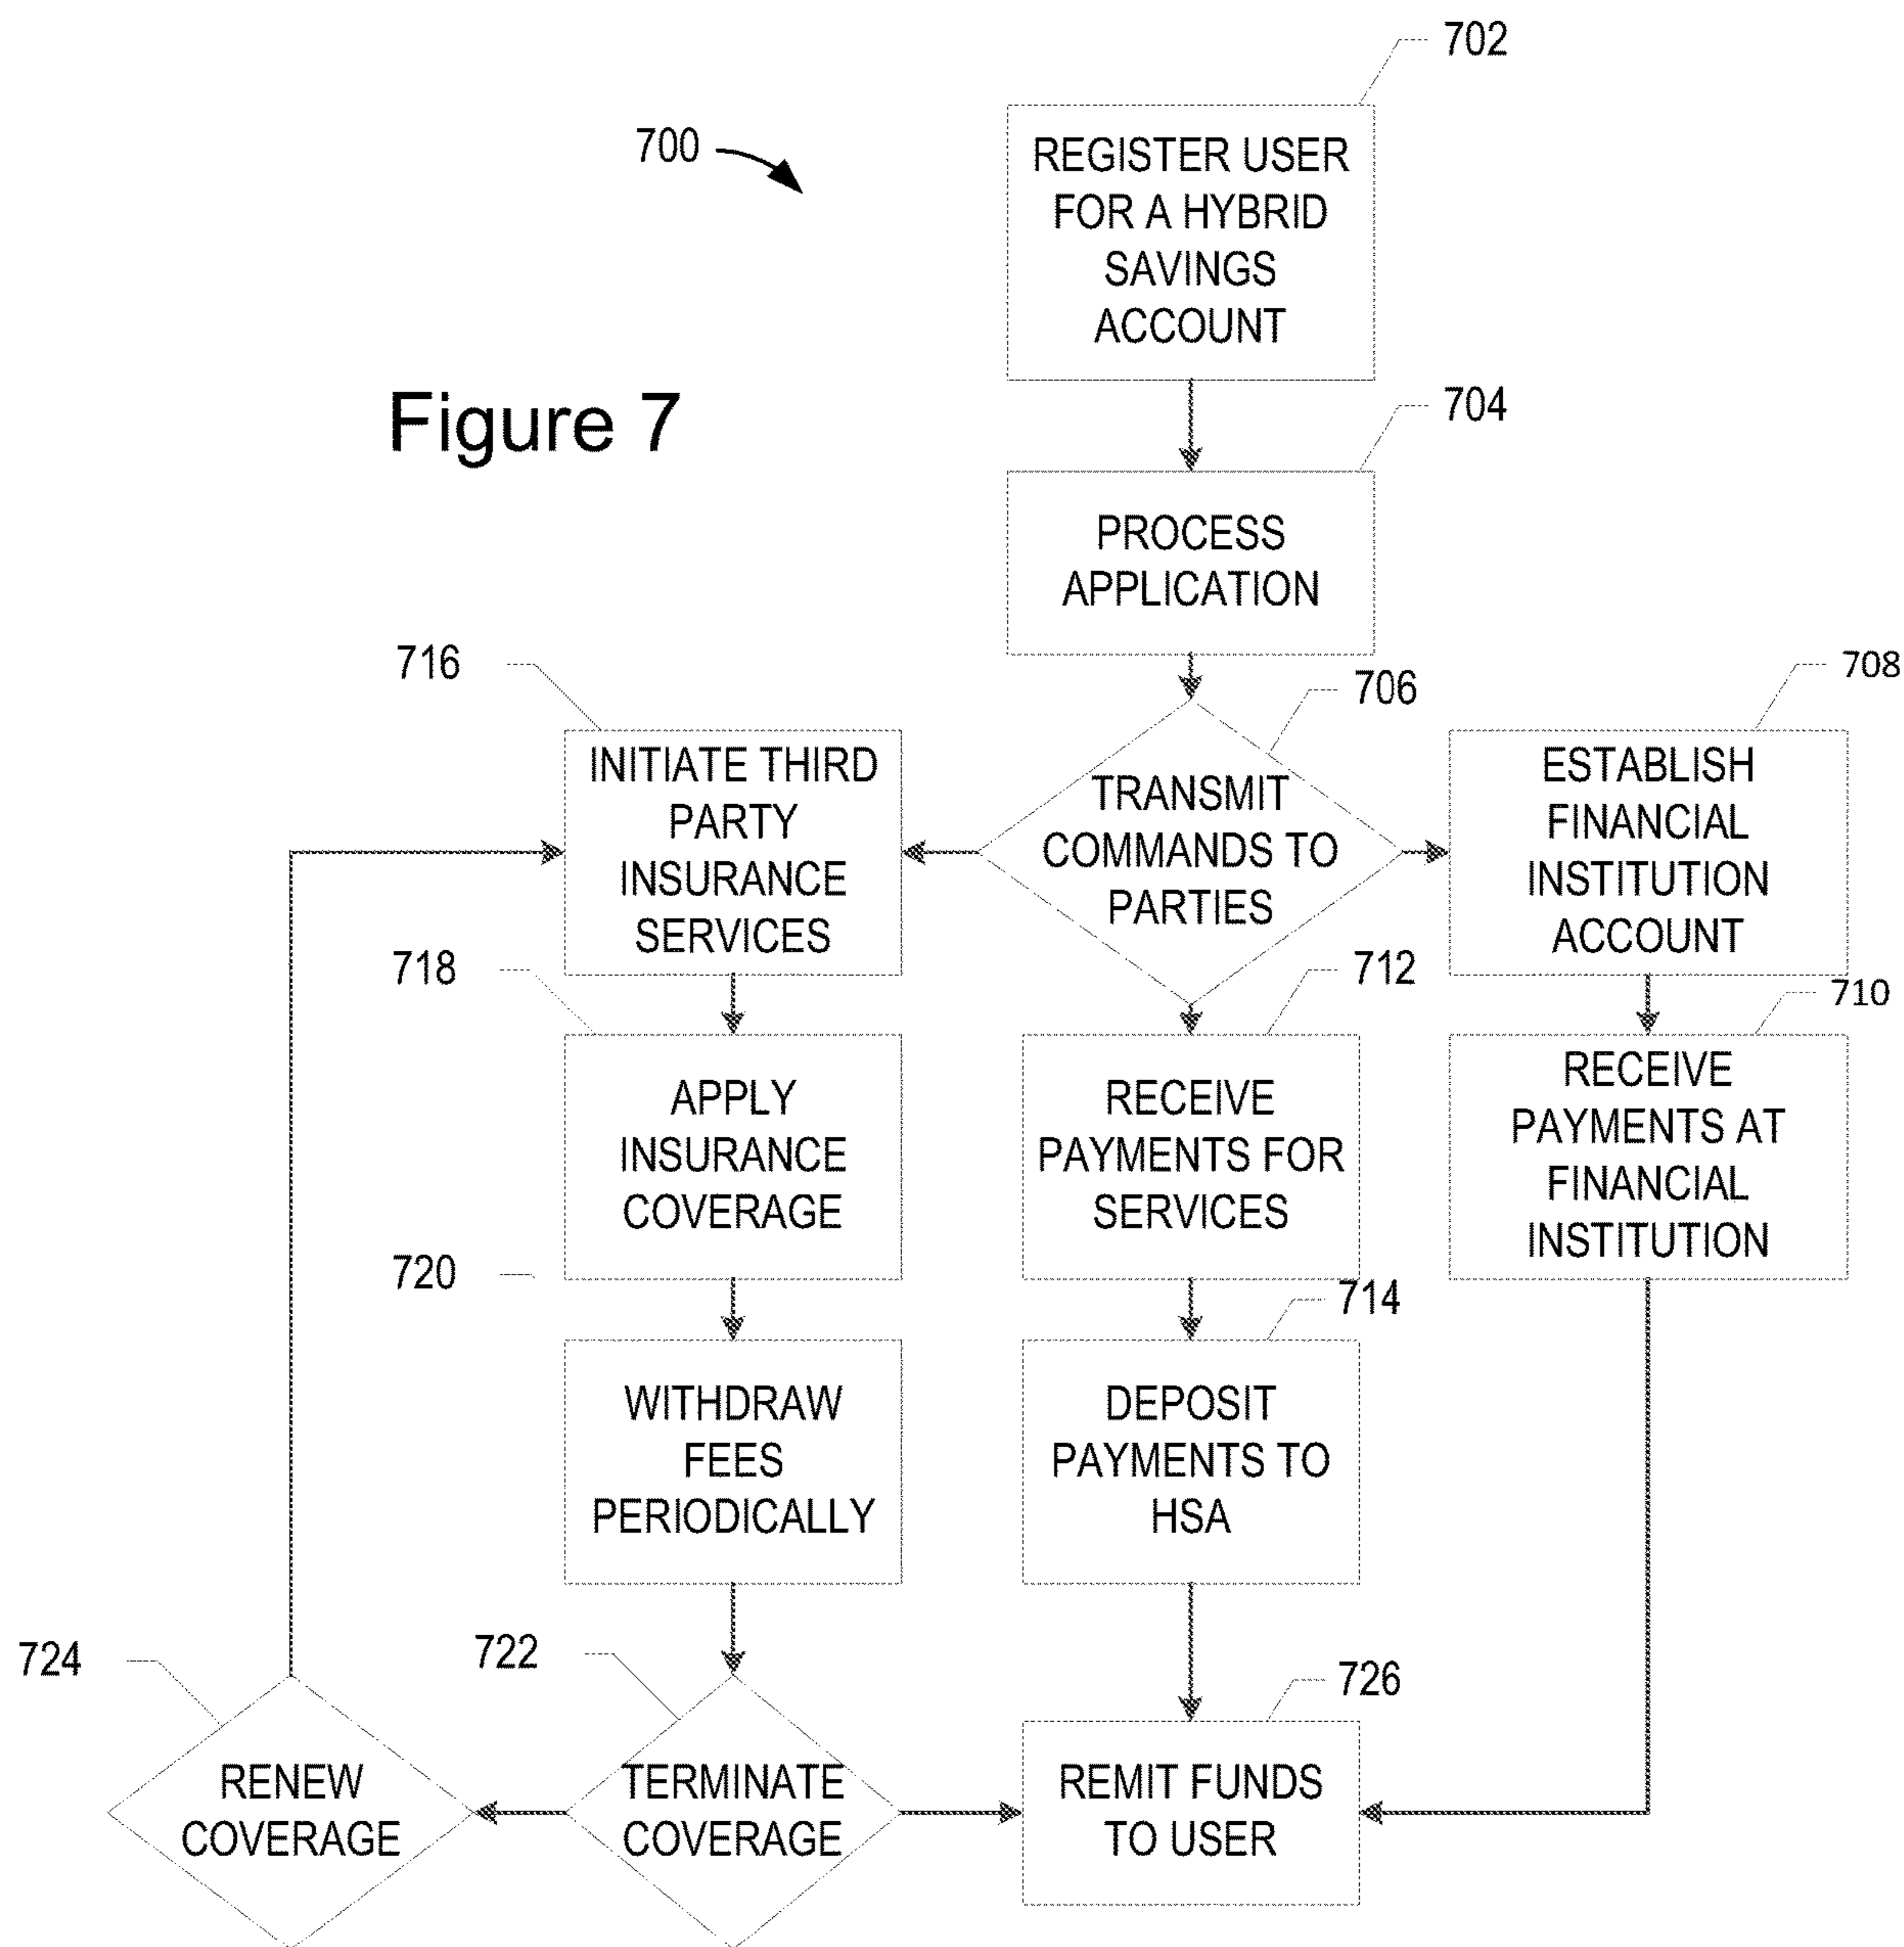 702
700
REGISTER USER
FOR A HYBRID
SAVINGS
ACCOUNT
Figure 7
704
PROCESS
APPLICATION
716
706
708
INITIATE THIRD
PARTY
INSURANCE
SERVICES
TRANSMIT
COMMANDS TO
PARTIES
ESTABLISH
FINANCIAL
INSTITUTION
ACCOUNT
718
712
710
APPLY
INSURANCE
COVERAGE
RECEIVE
PAYMENTS FOR
SERVICES
RECEIVE
PAYMENTS AT
FINANCIAL
INSTITUTION
720
714
WITHDRAW
FEES
PERIODICALLY
DEPOSIT
PAYMENTS TO
HSA
724
722
726
RENEW
COVERAGE
TERMINATE
COVERAGE
REMIT FUNDS
TO USER